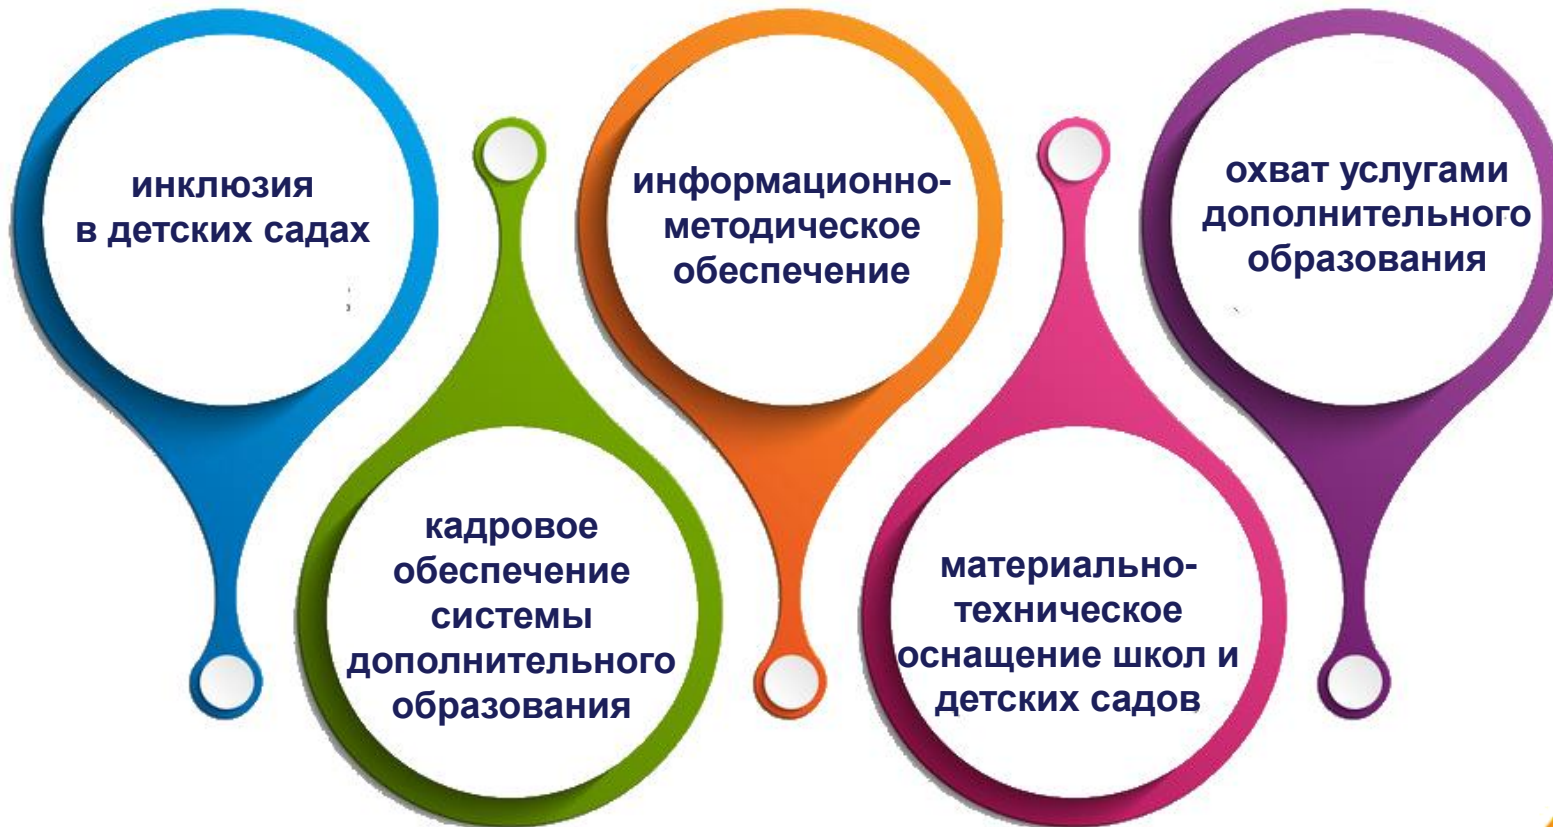 инклюзия
в детских садах
кадровое
обеспечение
системы
дополнительного
образования
информационно-
методическое
обеспечение
материально-
техническое
оснащение школ и
детских садов
охват услугами
дополнительного
образования